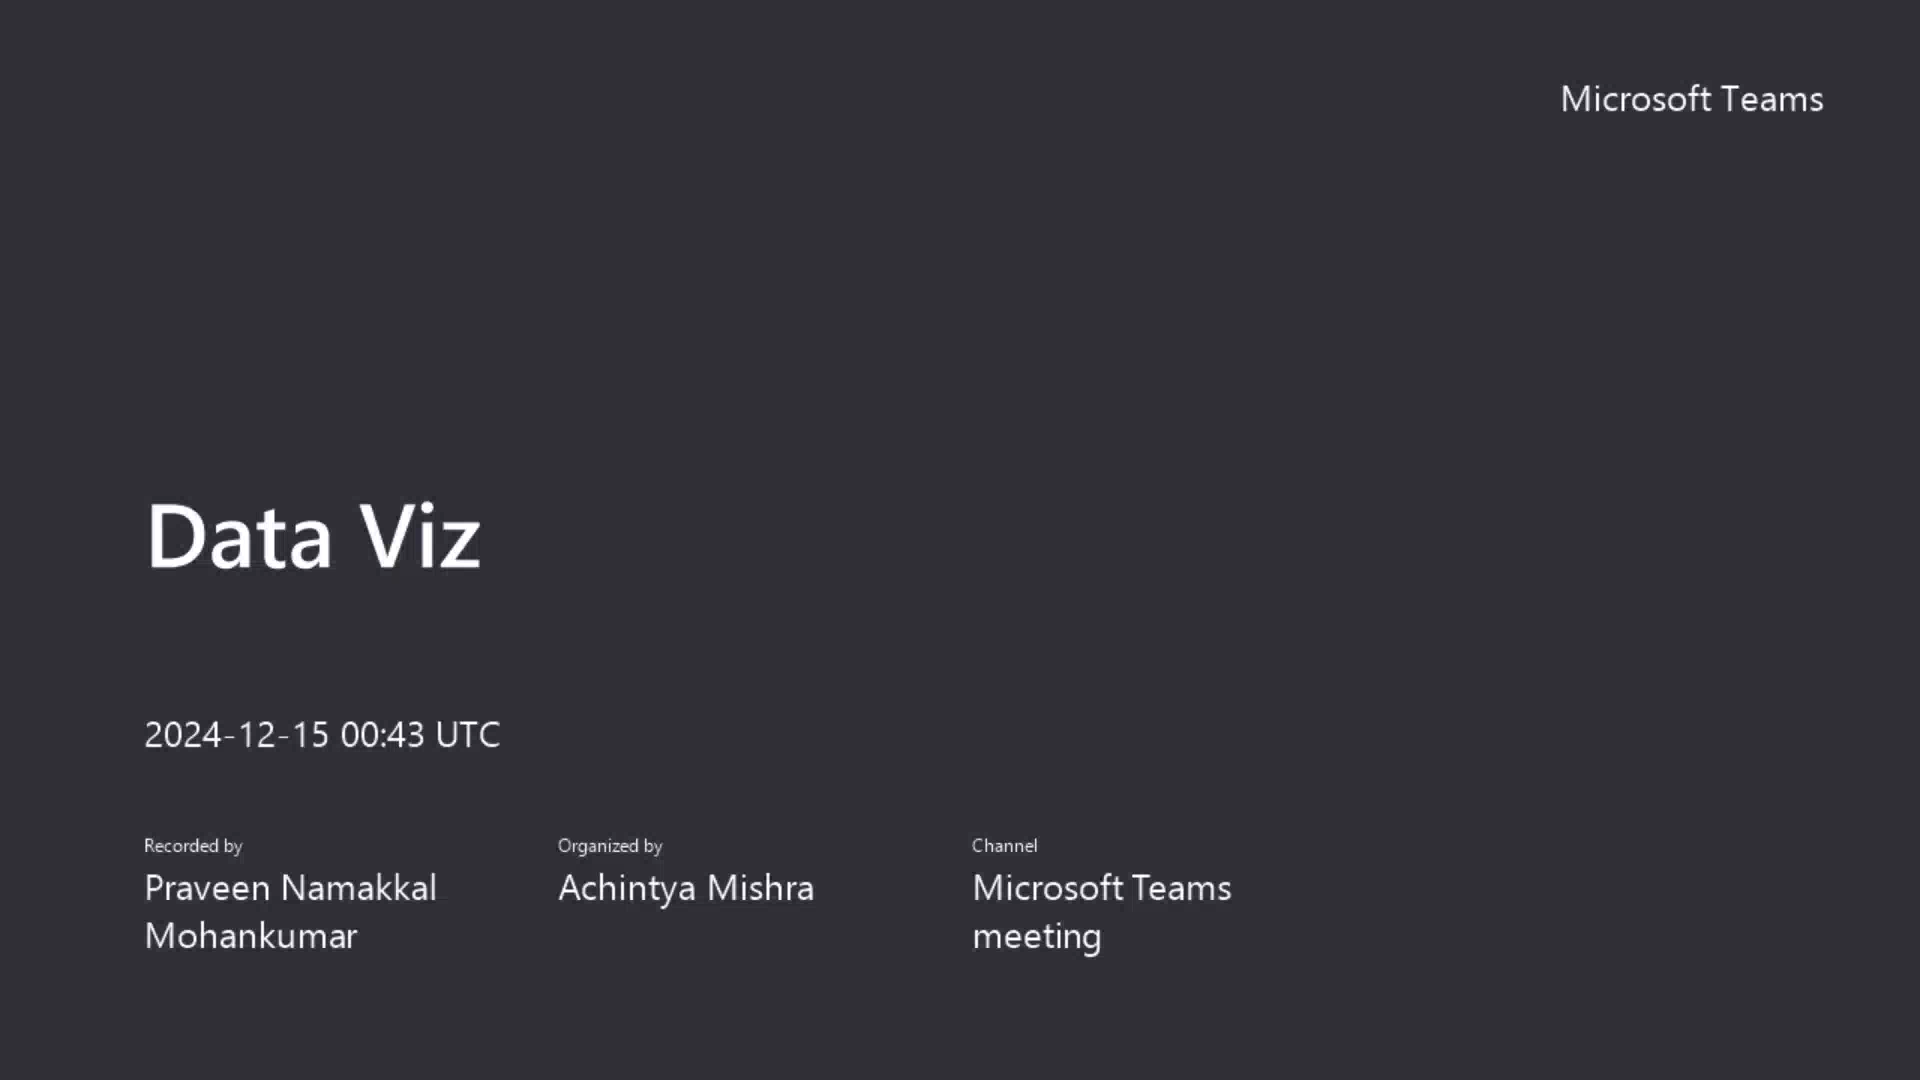 Microsoft Teams
Data Viz
2024-12-15 00:43 UTC
Recorded by
Praveen Namakkal
Mohankumar
Organized by
Achintya Mishra
Channel
Microsoft Teams
meeting